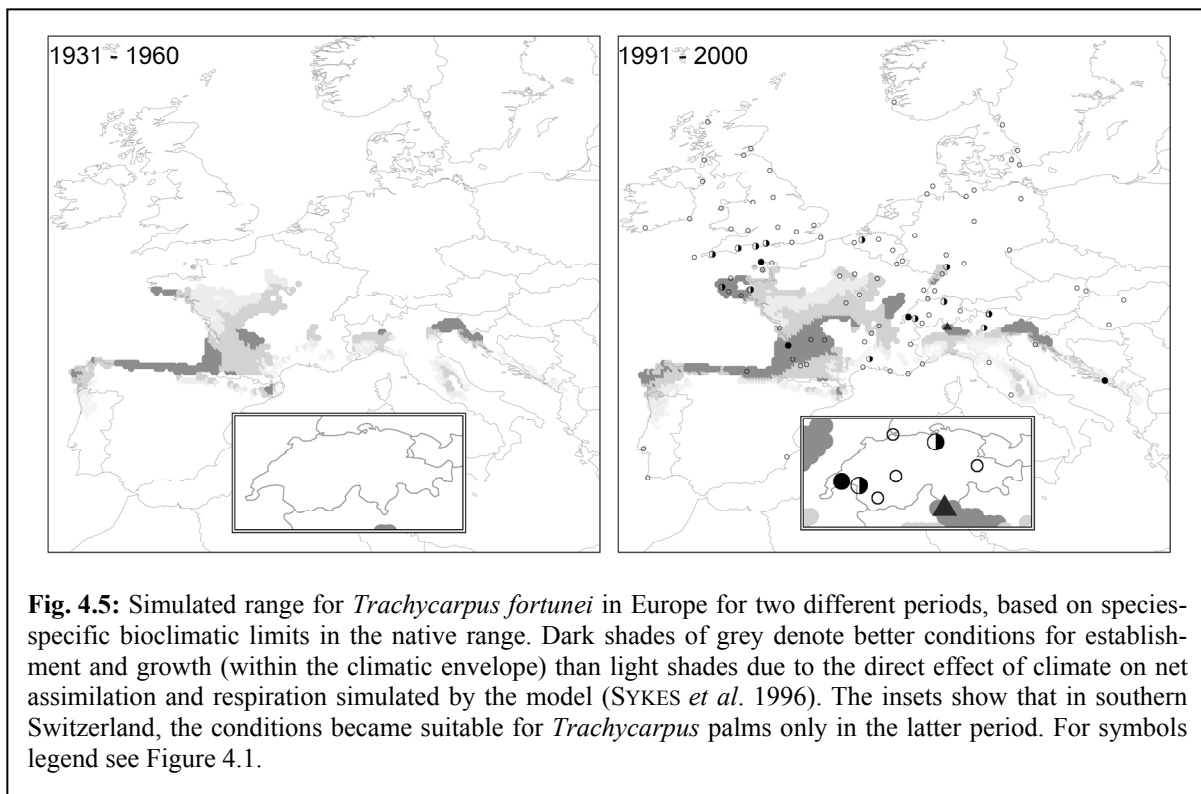 1931 - 1960
1991 - 2000
Fig. 4.5: Simulated range for Trachycarpus fortunei in Europe for two different periods, based on species-
specific bioclimatic limits in the native range. Dark shades of grey denote better conditions for establish-
ment and growth (within the climatic envelope) than light shades due to the direct effect of climate on net
assimilation and respiration simulated by the model (SYKES et al. 1996). The insets show that in southern
Switzerland, the conditions became suitable for Trachycarpus palms only in the latter period. For symbols
legend see Figure 4.1.